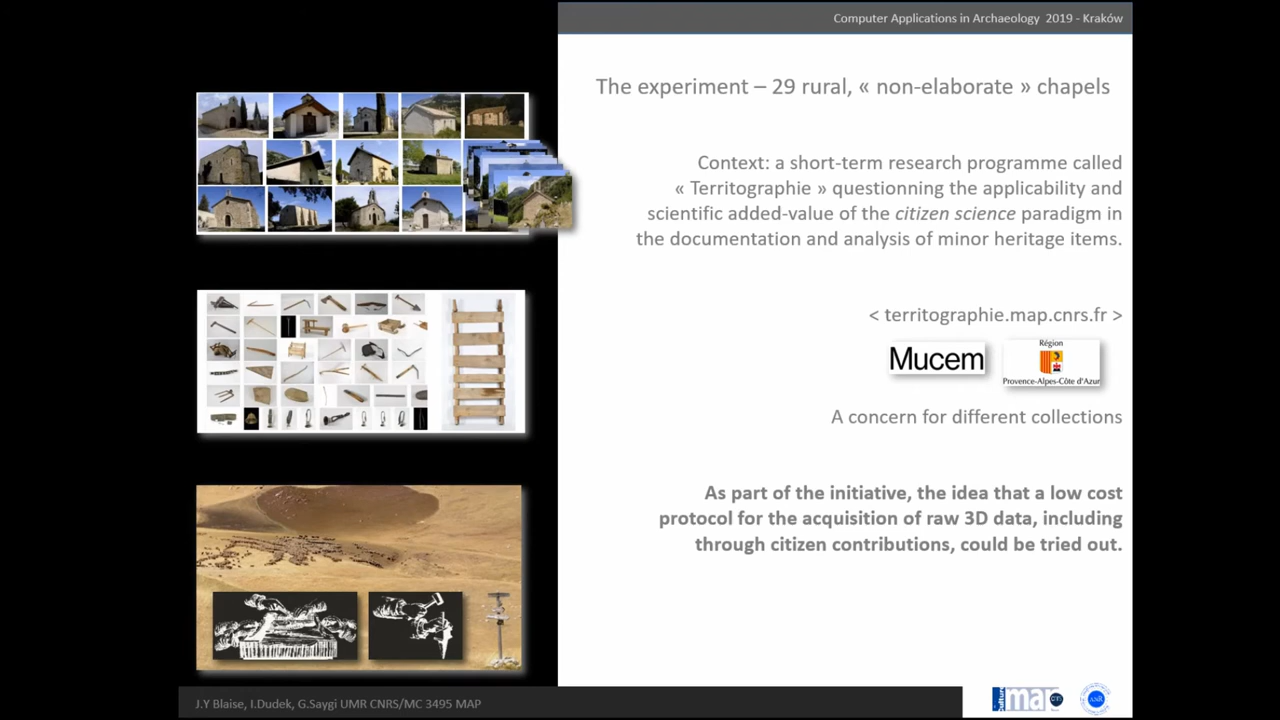 Computer Applications in Archaeology 2019 - Kraków
The experiment – 29 rural, « non-elaborate » chapels
Context: a short-term research programme called
« Territographie » questionning the applicability and
scientific added-value of the citizen science paradigm in
the documentation and analysis of minor heritage items.
< territographie.map.cnrs.fr >
Mucem
Région
Provence-Alpes-Côte d'Azur
A concern for different collections
As part of the initiative, the idea that a low cost
protocol for the acquisition of raw 3D data, including
through citizen contributions, could be tried out.
J.Y Blaise, I.Dudek, G.Saygi UMR CNRS/MC 3495 MAP
map